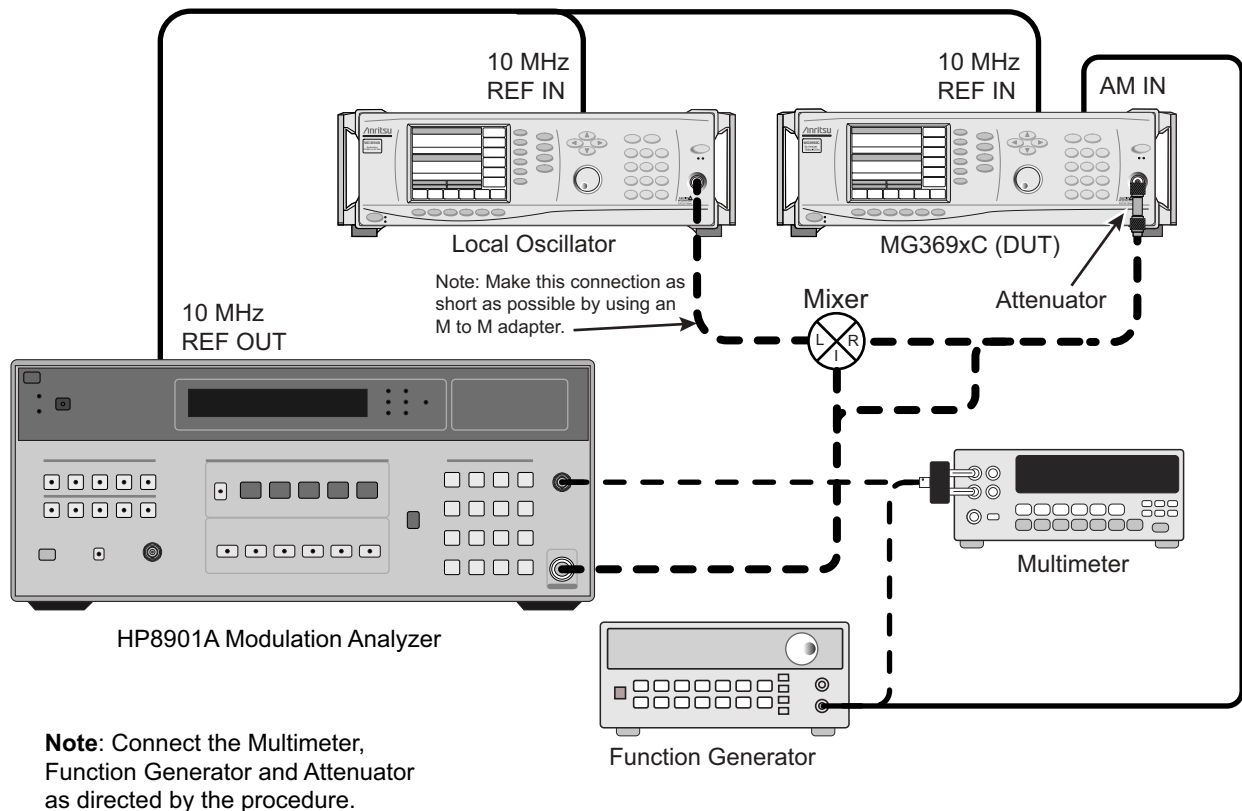 10 MHz
REF IN
10 MHz
REF IN
AM IN
Anritsu
Anritsu
Local Oscillator
MG369xC (DUT)
Note: Make this connection as
short as possible by using an
M to M adapter.
Mixer
Attenuator
L
R
I
10 MHz
REF OUT
Multimeter
HP8901A Modulation Analyzer
Function Generator
Note: Connect the Multimeter,
Function Generator and Attenuator
as directed by the procedure.